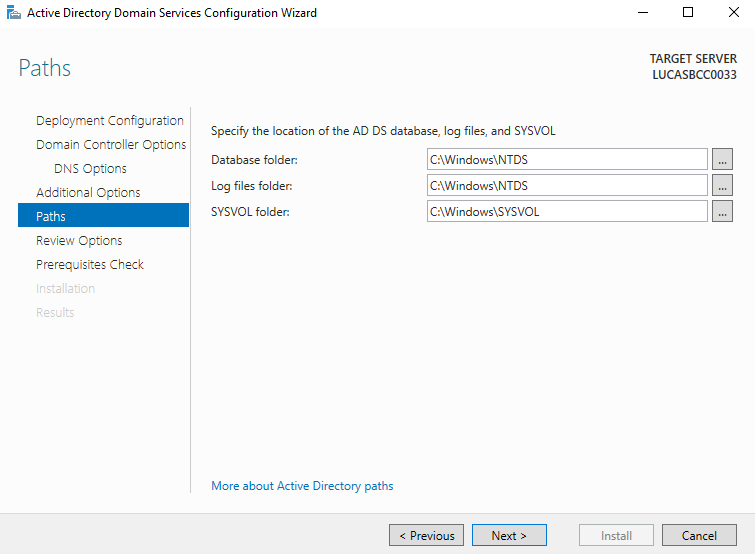 Active Directory Domain Services Configuration Wizard
Paths
TARGET SERVER
LUCASBCC0033
Deployment Configuration
Domain Controller Options
DNS Options
Additional Options
Paths
Review Options
Prerequisites Check
Installation
Results
Specify the location of the AD DS database, log files, and SYSVOL
Database folder: C:\Windows\NTDS ...
Log files folder: C:\Windows\NTDS ...
SYSVOL folder: C:\Windows\SYSVOL ...
More about Active Directory paths
< Previous Next > Install Cancel